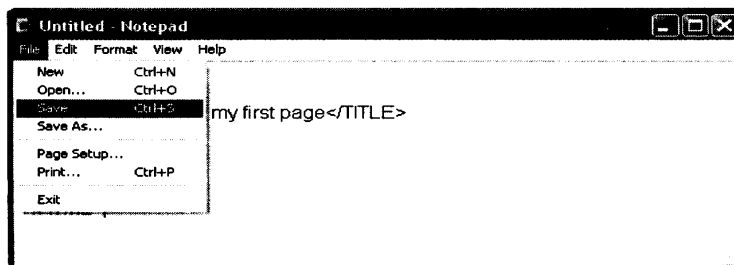 Untitled - Notepad
File Edit Format View Help
New Ctrl+N
Open... Ctrl+O
Save Ctrl+S
my first page</TITLE>
Save As...
Page Setup...
Print... Ctrl+P
Exit